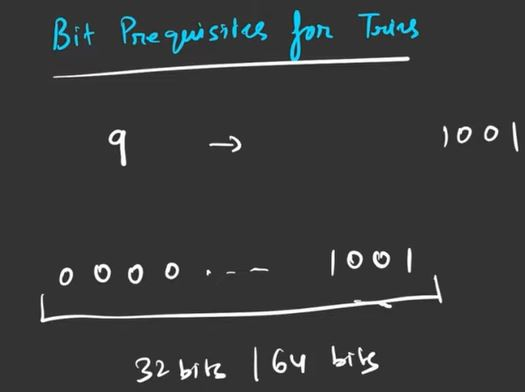 Bit Prequisites for Tries
9 → 1001
0 0 0 0 . - - - 1001
32 bits | 64 bits